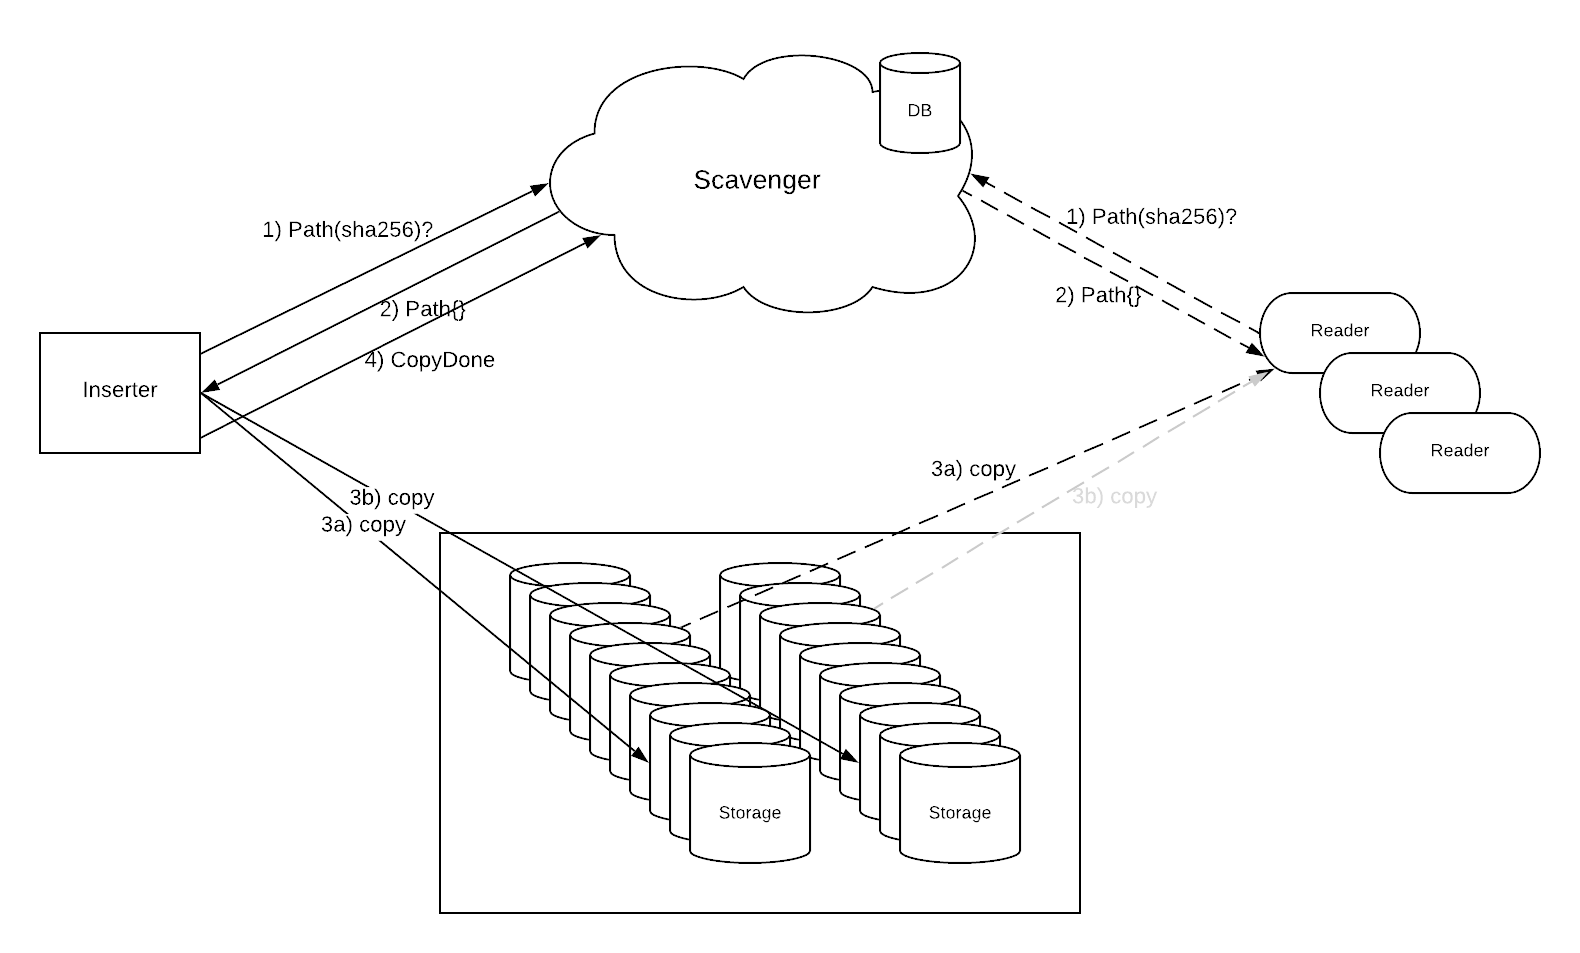 DB
Scavenger
1) Path(sha256)?
1) Path(sha256)?
2) Path{}
2) Path{}
4) CopyDone
Inserter
Reader
Reader
Reader
3a) copy
3b) copy
3b) copy
3a) copy
Storage
Storage